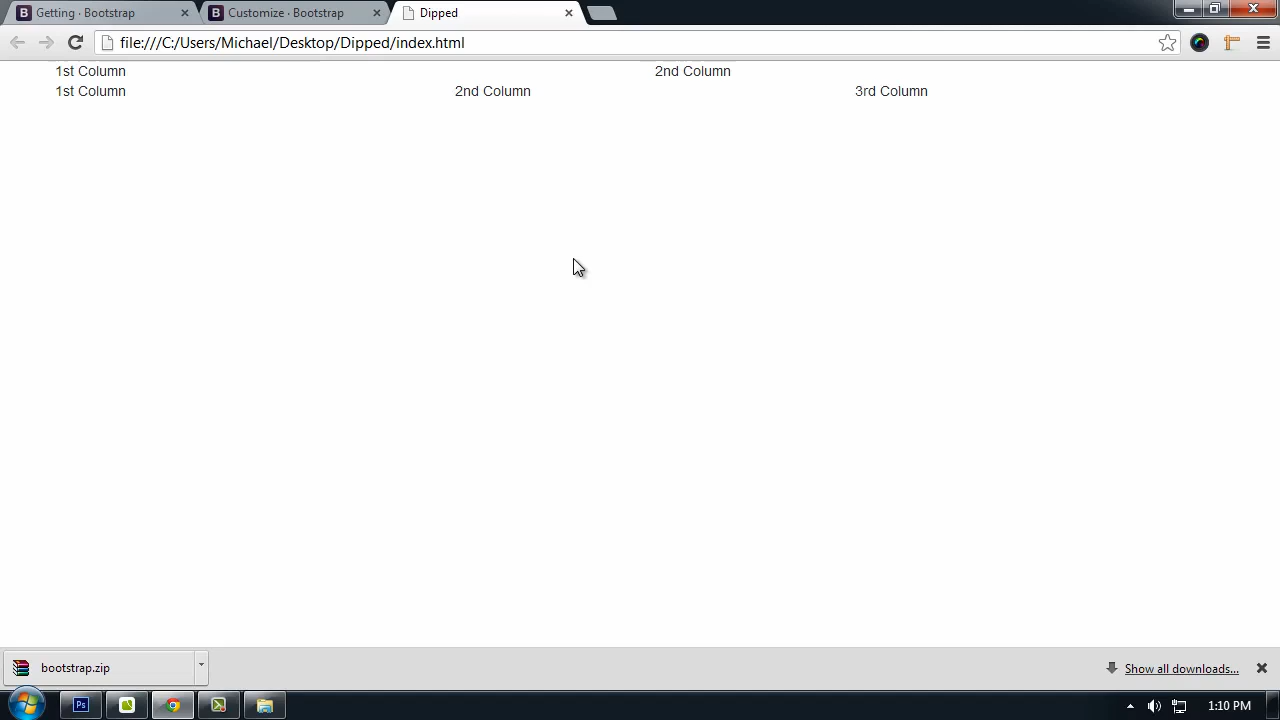 B Getting · Bootstrap
B Customize · Bootstrap
Dipped
file:///C:/Users/Michael/Desktop/Dipped/index.html
1st Column 2nd Column
1st Column 2nd Column 3rd Column
bootstrap.zip
Show all downloads...
Ps
1:10 PM